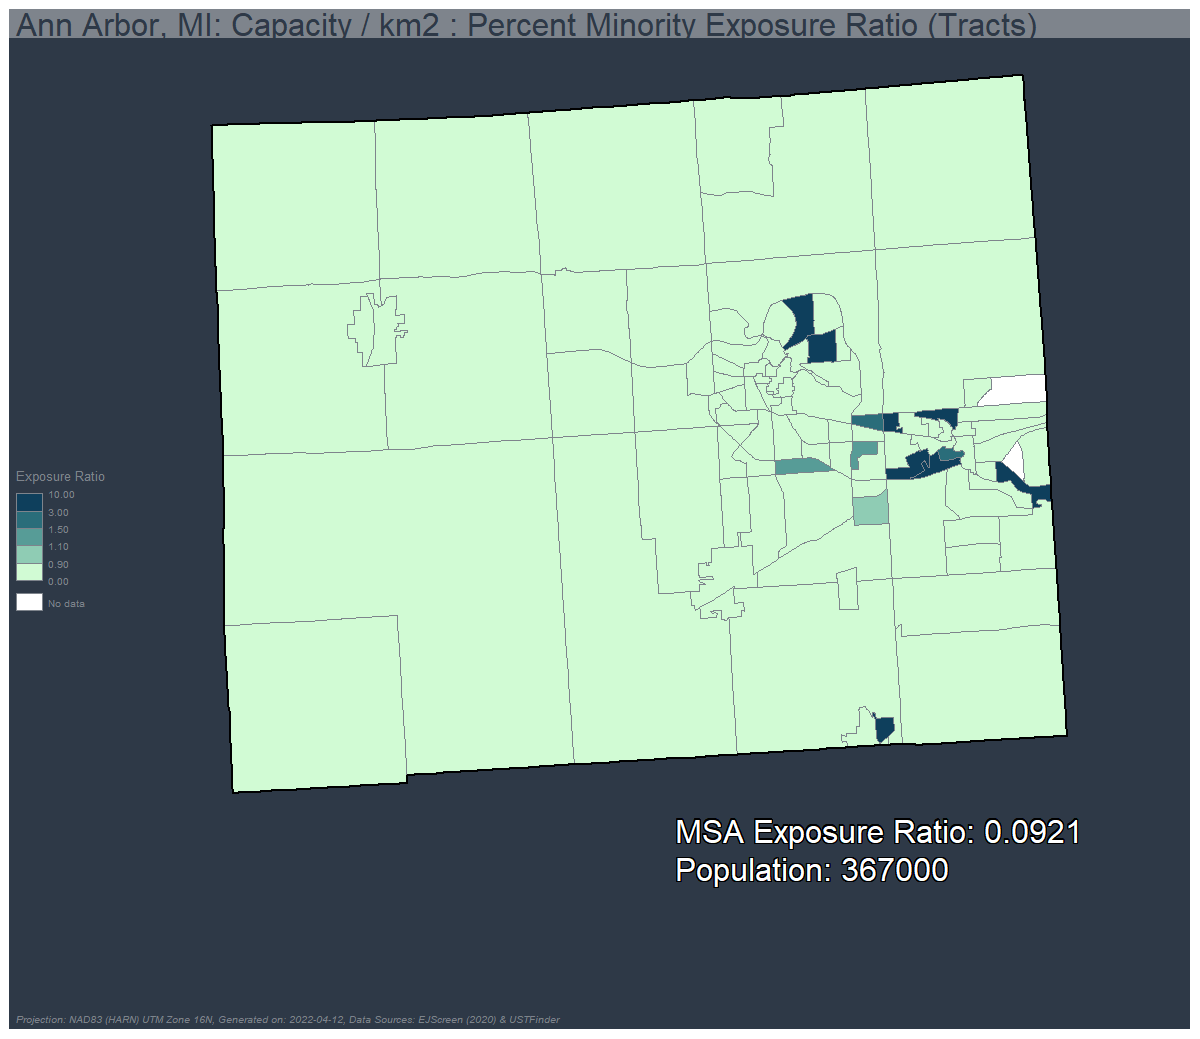 Ann Arbor, MI: Capacity / km2 : Percent Minority Exposure Ratio (Tracts)
Exposure Ratio
10.00
3.00
1.50
1.10
0.90
0.00
No data
MSA Exposure Ratio: 0.0921
Population: 367000
Projection: NAD83 (HARN) UTM Zone 16N, Generated on: 2022-04-12, Data Sources: EJScreen (2020) & USTFinder